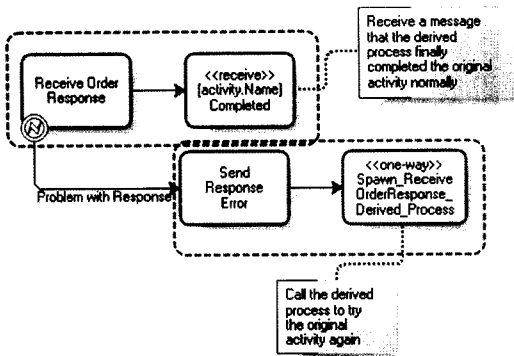 Receive a message
that the derived
process finally
completed the original
activity normally
Receive Order
Response
<<receive>>
[activity.Name]
Completed
Problem with Response
Send
Response
Error
<<one-way>>
Spawn_Receive
OrderResponse_
Derived_Process
Call the derived
process to try
the original
activity again